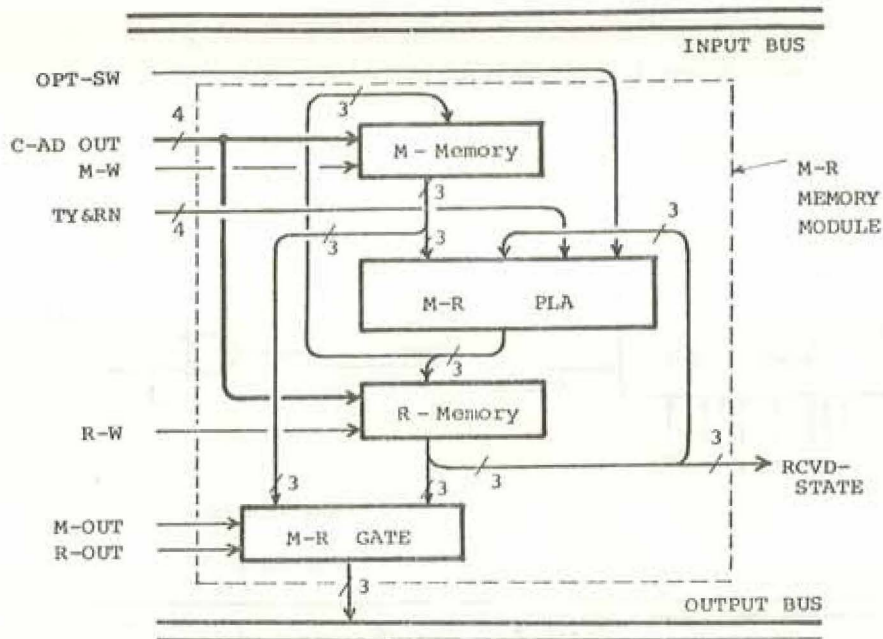 INPUT BUS
OPT-SW
3
4
C-AD OUT
M-Memory
M-W
M-R
MEMORY
MODULE
3
TY&RN
4
3
3
3
M-R PLA
3
R-Memory
R-W
3
3
RCVD-
STATE
3
3
M-OUT
R-OUT
M-R GATE
3
OUTPUT BUS